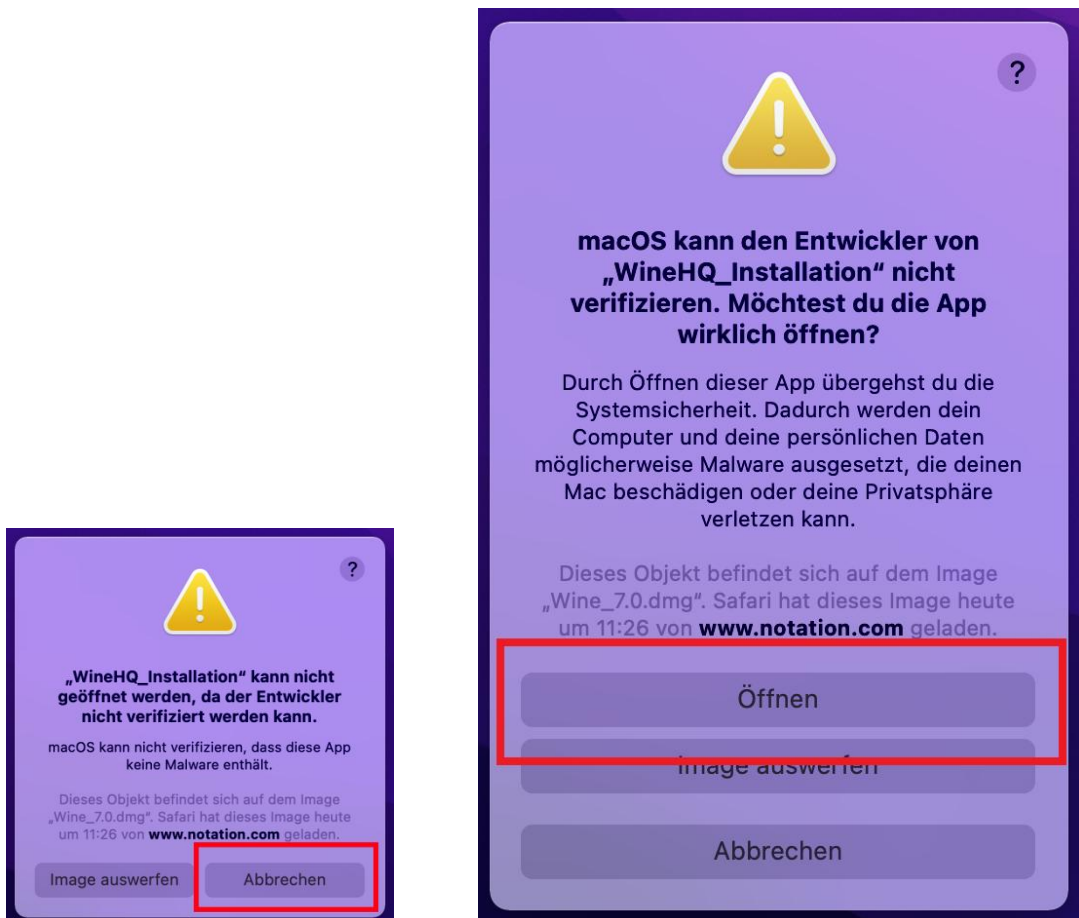 ?
„WineHQ_Installation“ kann nicht
geöffnet werden, da der Entwickler
nicht verifiziert werden kann.
macOS kann nicht verifizieren, dass diese App
keine Malware enthält.
Dieses Objekt befindet sich auf dem Image
„Wine_7.0.dmg“. Safari hat dieses Image heute
um 11:26 von www.notation.com geladen.
Image auswerfen
Abbrechen
?
macOS kann den Entwickler von
„WineHQ_Installation“ nicht
verifizieren. Möchtest du die App
wirklich öffnen?
Durch Öffnen dieser App übergehst du die
Systemsicherheit. Dadurch werden dein
Computer und deine persönlichen Daten
möglicherweise Malware ausgesetzt, die deinen
Mac beschädigen oder deine Privatsphäre
verletzen kann.
Dieses Objekt befindet sich auf dem Image
„Wine_7.0.dmg“. Safari hat dieses Image heute
um 11:26 von www.notation.com geladen.
Öffnen
Image auswerfen
Abbrechen